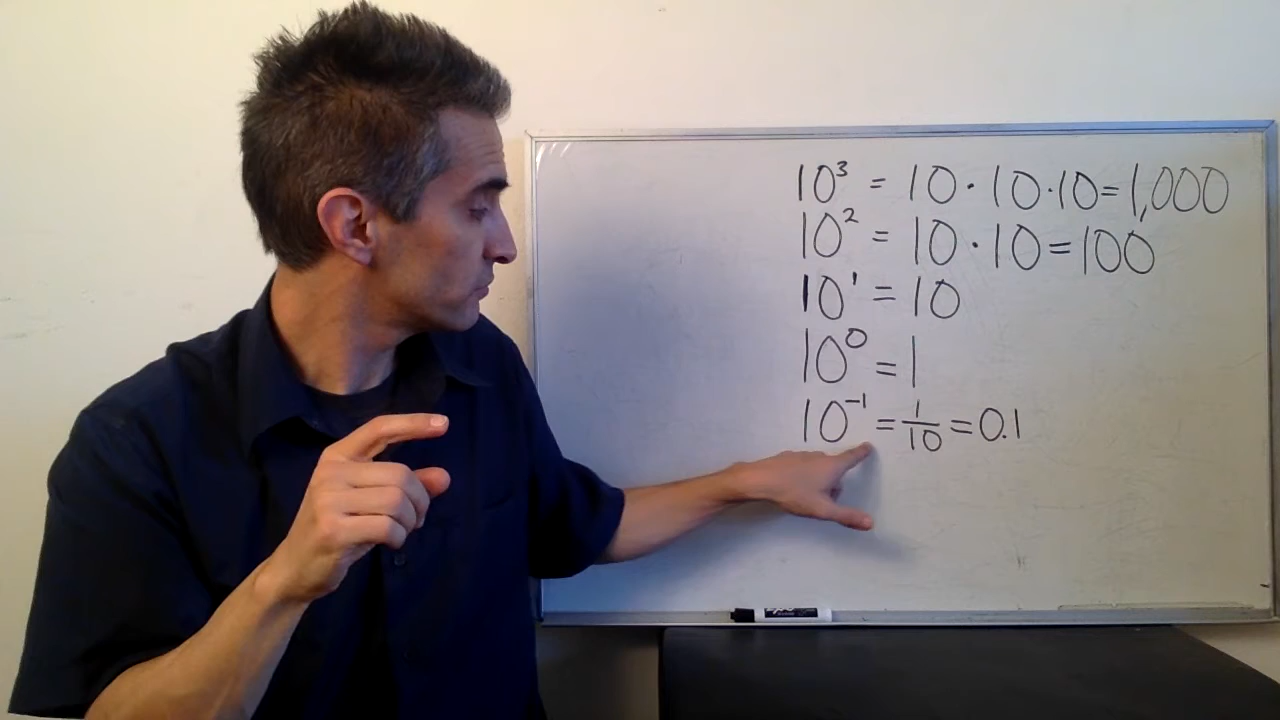 10³ = 10·10·10=1,000
10² = 10·10=100
10¹ = 10
10⁰ = 1
10⁻¹ = 1/10 = 0.1